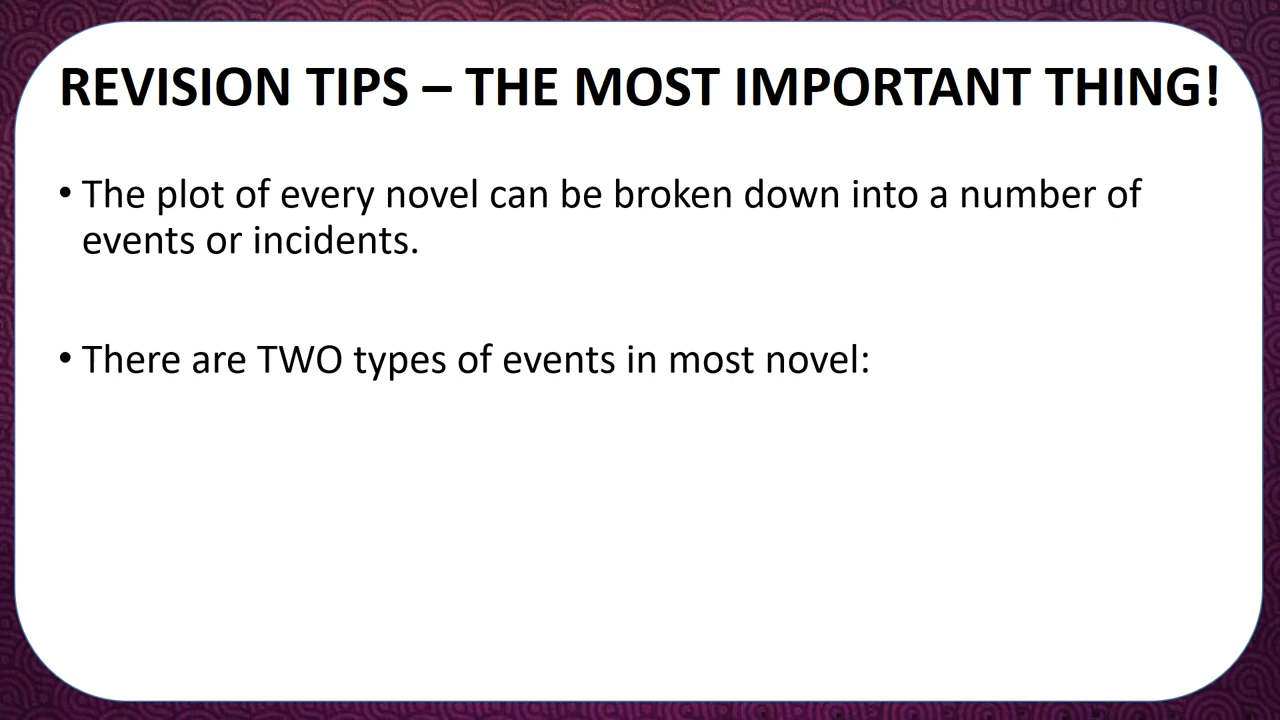 REVISION TIPS – THE MOST IMPORTANT THING!
• The plot of every novel can be broken down into a number of
events or incidents.
• There are TWO types of events in most novel: